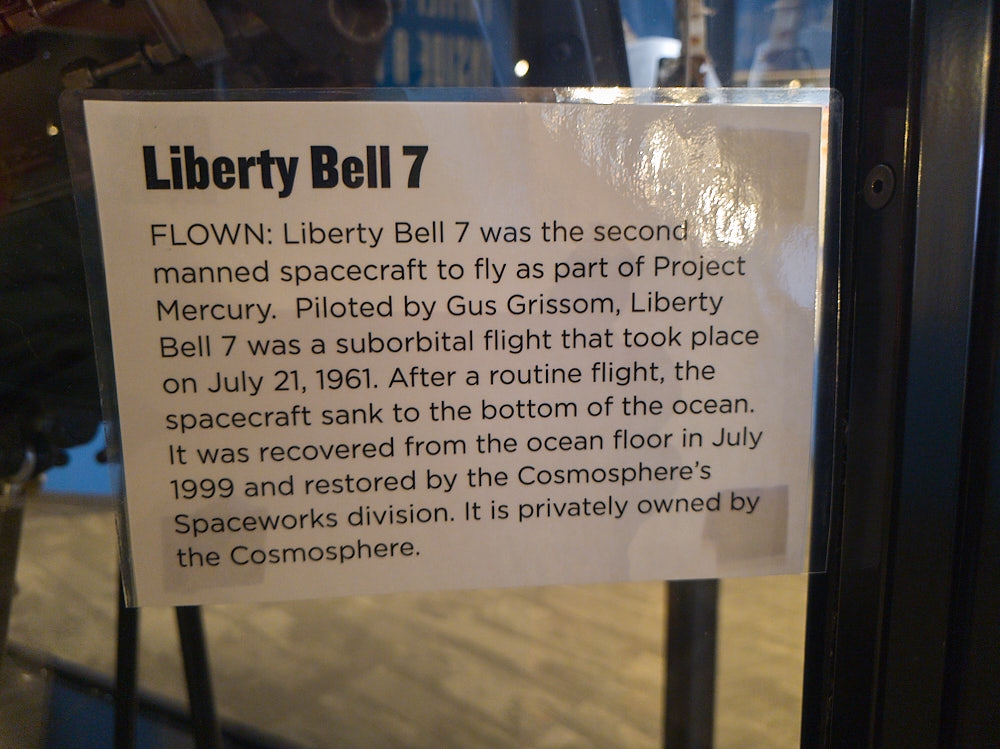 Liberty Bell 7
FLOWN: Liberty Bell 7 was the second
manned spacecraft to fly as part of Project
Mercury.  Piloted by Gus Grissom, Liberty
Bell 7 was a suborbital flight that took place
on July 21, 1961. After a routine flight, the
spacecraft sank to the bottom of the ocean.
It was recovered from the ocean floor in July
1999 and restored by the Cosmosphere's
Spaceworks division. It is privately owned by
the Cosmosphere.